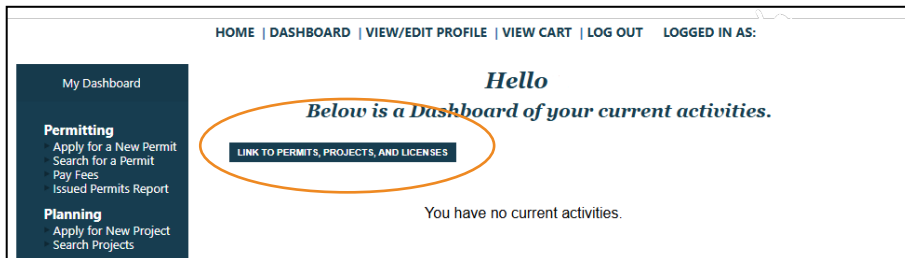 HOME | DASHBOARD | VIEW/EDIT PROFILE | VIEW CART | LOG OUT LOGGED IN AS:
My Dashboard
Permitting
Apply for a New Permit
Search for a Permit
Pay Fees
Issued Permits Report
Planning
Apply for New Project
Search Projects
Hello
Below is a Dashboard of your current activities.
LINK TO PERMITS, PROJECTS, AND LICENSES
You have no current activities.